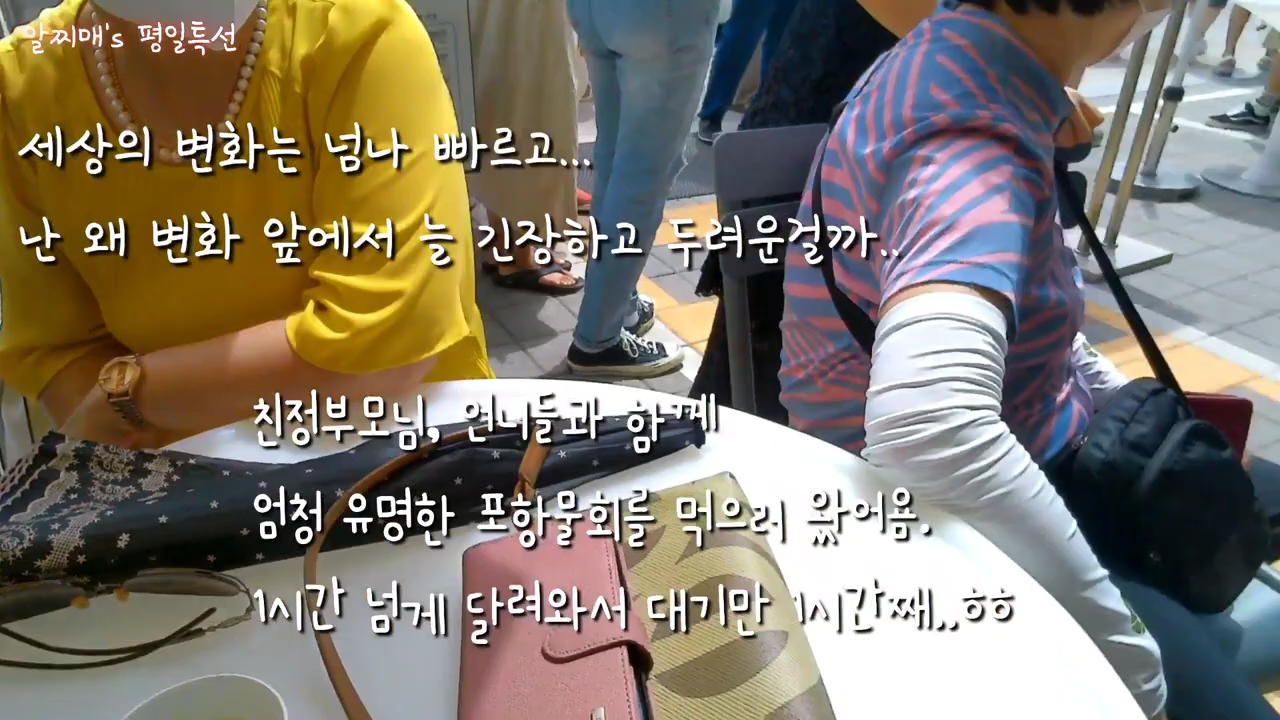 알찌매's 평일특선
세상의 변화는 넘나 빠르고...
난 왜 변화 앞에서 늘 긴장하고 두려운걸까..
친정부모님, 언니들과 함께
엄청 유명한 포항물회를 먹으러 왔어욤.
1시간 넘게 달려와서 대기만 1시간째..ㅎㅎ